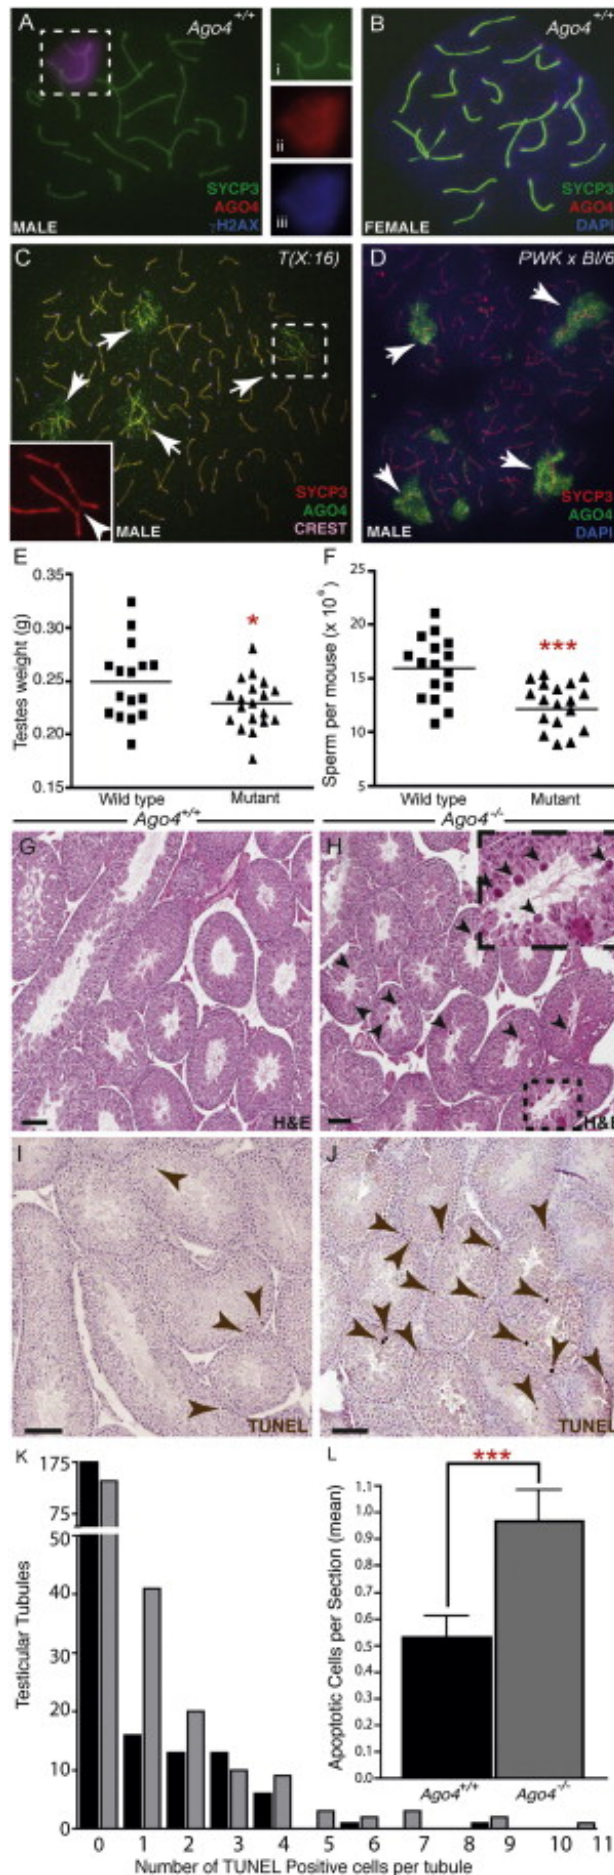 A
Ago4+/+
SYCP3
AGO4
γH2AX
MALE
i
ii
iii
B
Ago4+/+
SYCP3
AGO4
DAPI
FEMALE
C
T(X:16)
SYCP3
AGO4
CREST
MALE
D
PWK x Bl/6
SYCP3
AGO4
DAPI
MALE
E
Testes weight (g)
0.35
0.30
0.25
0.20
0.15
*
Wild type
Mutant
F
25
20
15
10
5
***
Wild type
Mutant
Ago4+/+
Ago4-/-
G
H&E
H
H&E
I
TUNEL
J
TUNEL
K
Testicular Tubules
175
75
50
40
30
20
10
0
0 1 2 3 4 5 6 7 8 9 10 11
Number of TUNEL Positive cells per tubule
L
***
Apoptotic Cells per Section (mean)
1.1
1.0
0.9
0.8
0.7
0.6
0.5
0.4
0.3
0.2
0.1
0.0
Ago4+/+
Ago4-/-